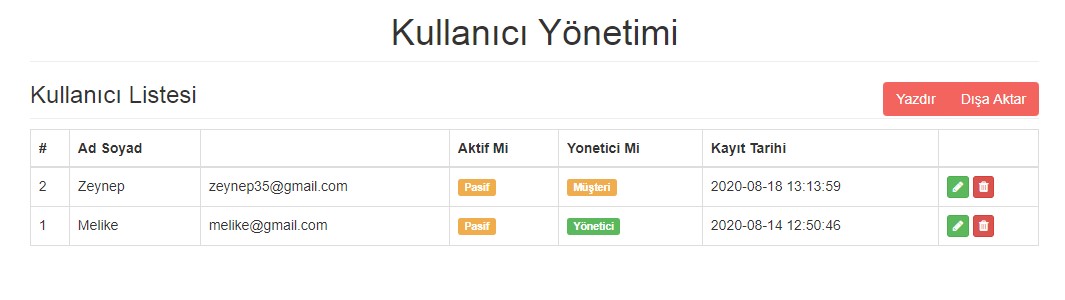 Kullanıcı Yönetimi
Kullanıcı Listesi Yazdır Dışa Aktar
# Ad Soyad Aktif Mi Yonetici Mi Kayıt Tarihi
2 Zeynep zeynep35@gmail.com Pasif Müşteri 2020-08-18 13:13:59
1 Melike melike@gmail.com Pasif Yönetici 2020-08-14 12:50:46